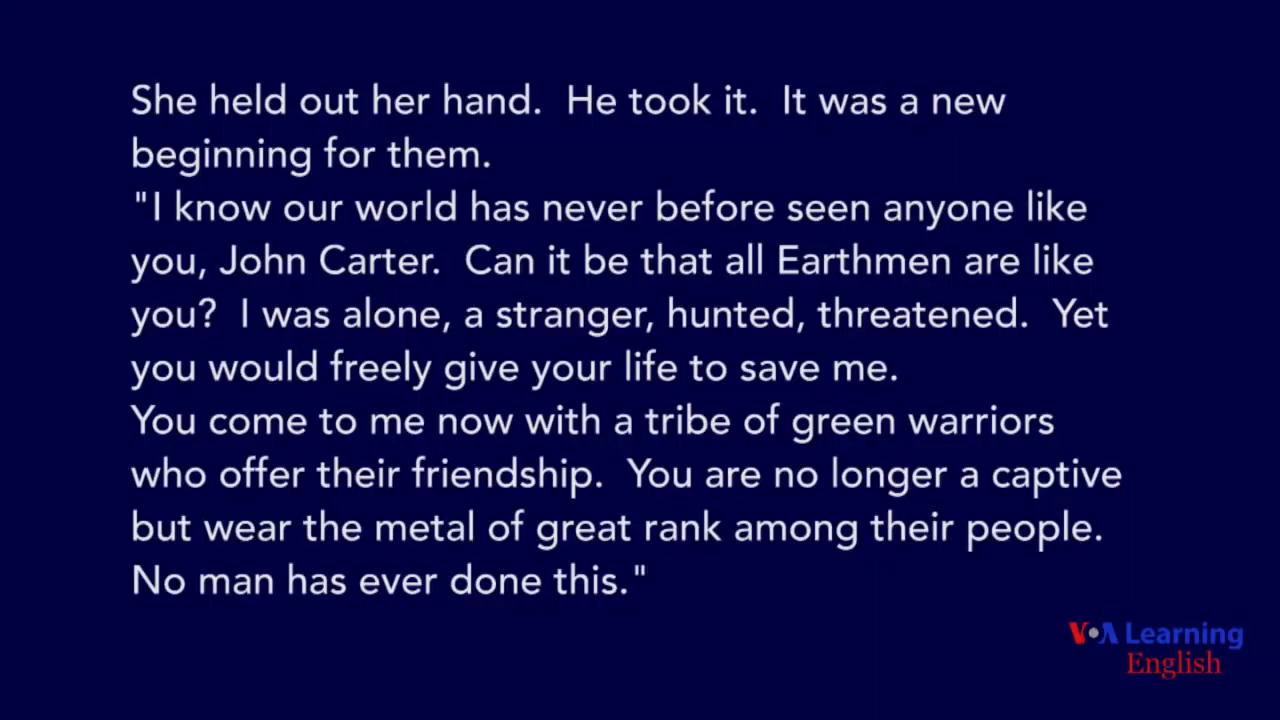 She held out her hand.  He took it.  It was a new
beginning for them.
"I know our world has never before seen anyone like
you, John Carter.  Can it be that all Earthmen are like
you?  I was alone, a stranger, hunted, threatened.  Yet
you would freely give your life to save me.
You come to me now with a tribe of green warriors
who offer their friendship.  You are no longer a captive
but wear the metal of great rank among their people.
No man has ever done this."
VOA Learning
English